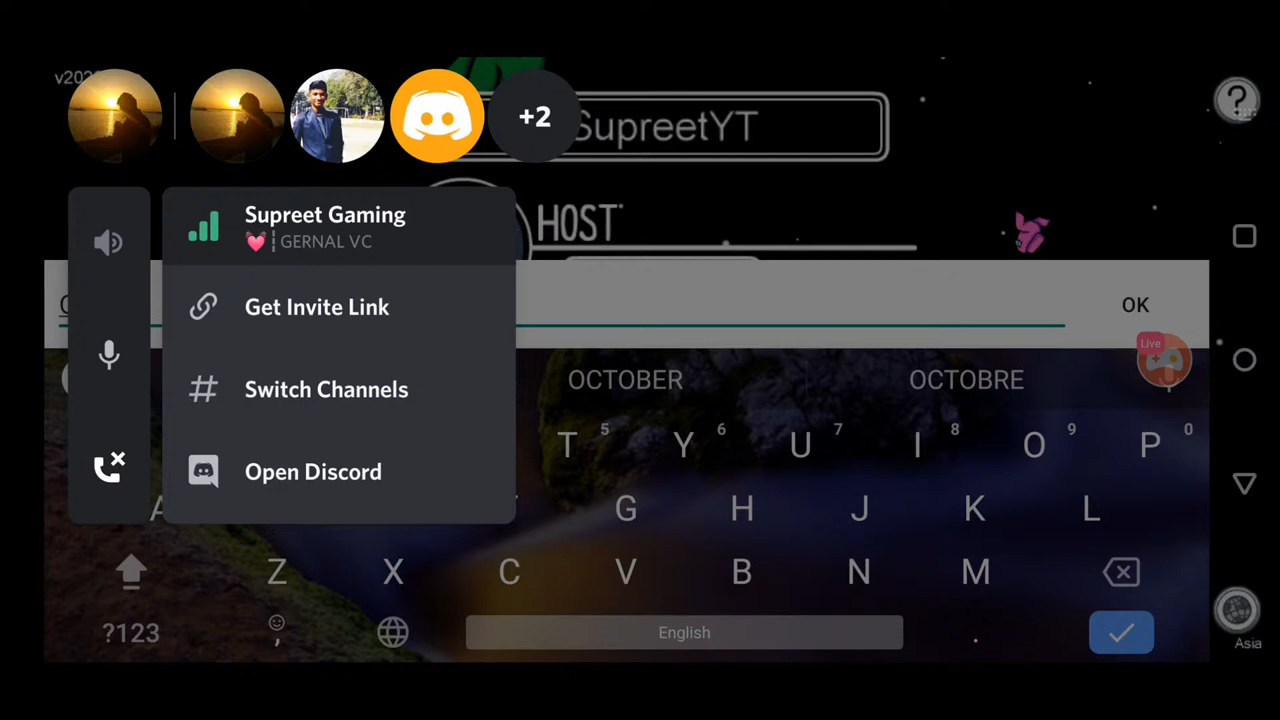 v202
+2
SupreetYT
Supreet Gaming
GERNAL VC
HOST
Get Invite Link
OK
Live
Switch Channels
OCTOBER
OCTOBRE
Open Discord
T 5 Y 6 U 7 I 8 O 9 P 0
A G H J K L
Z X C V B N M
?123 , English .
Asia